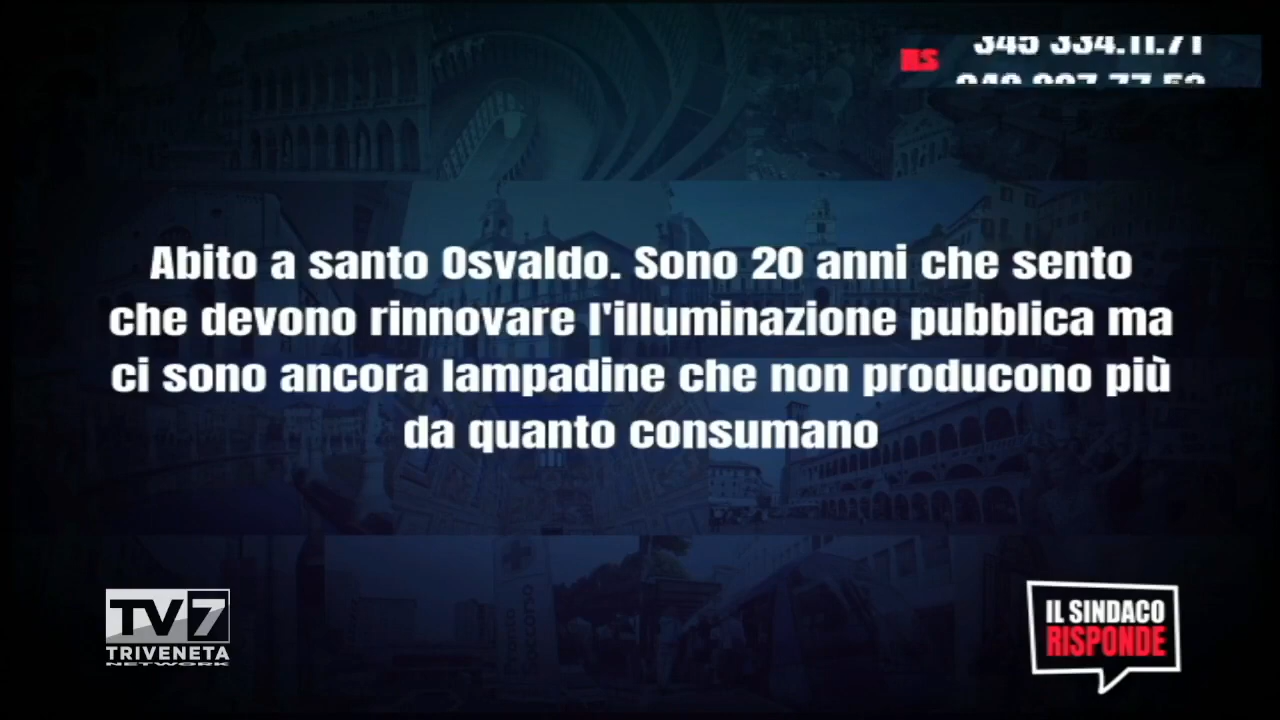 345 334.11.71
Abito a santo Osvaldo. Sono 20 anni che sento
che devono rinnovare l'illuminazione pubblica ma
ci sono ancora lampadine che non producono più
da quanto consumano
TV7
TRIVENETA
NETWORK
IL SINDACO
RISPONDE